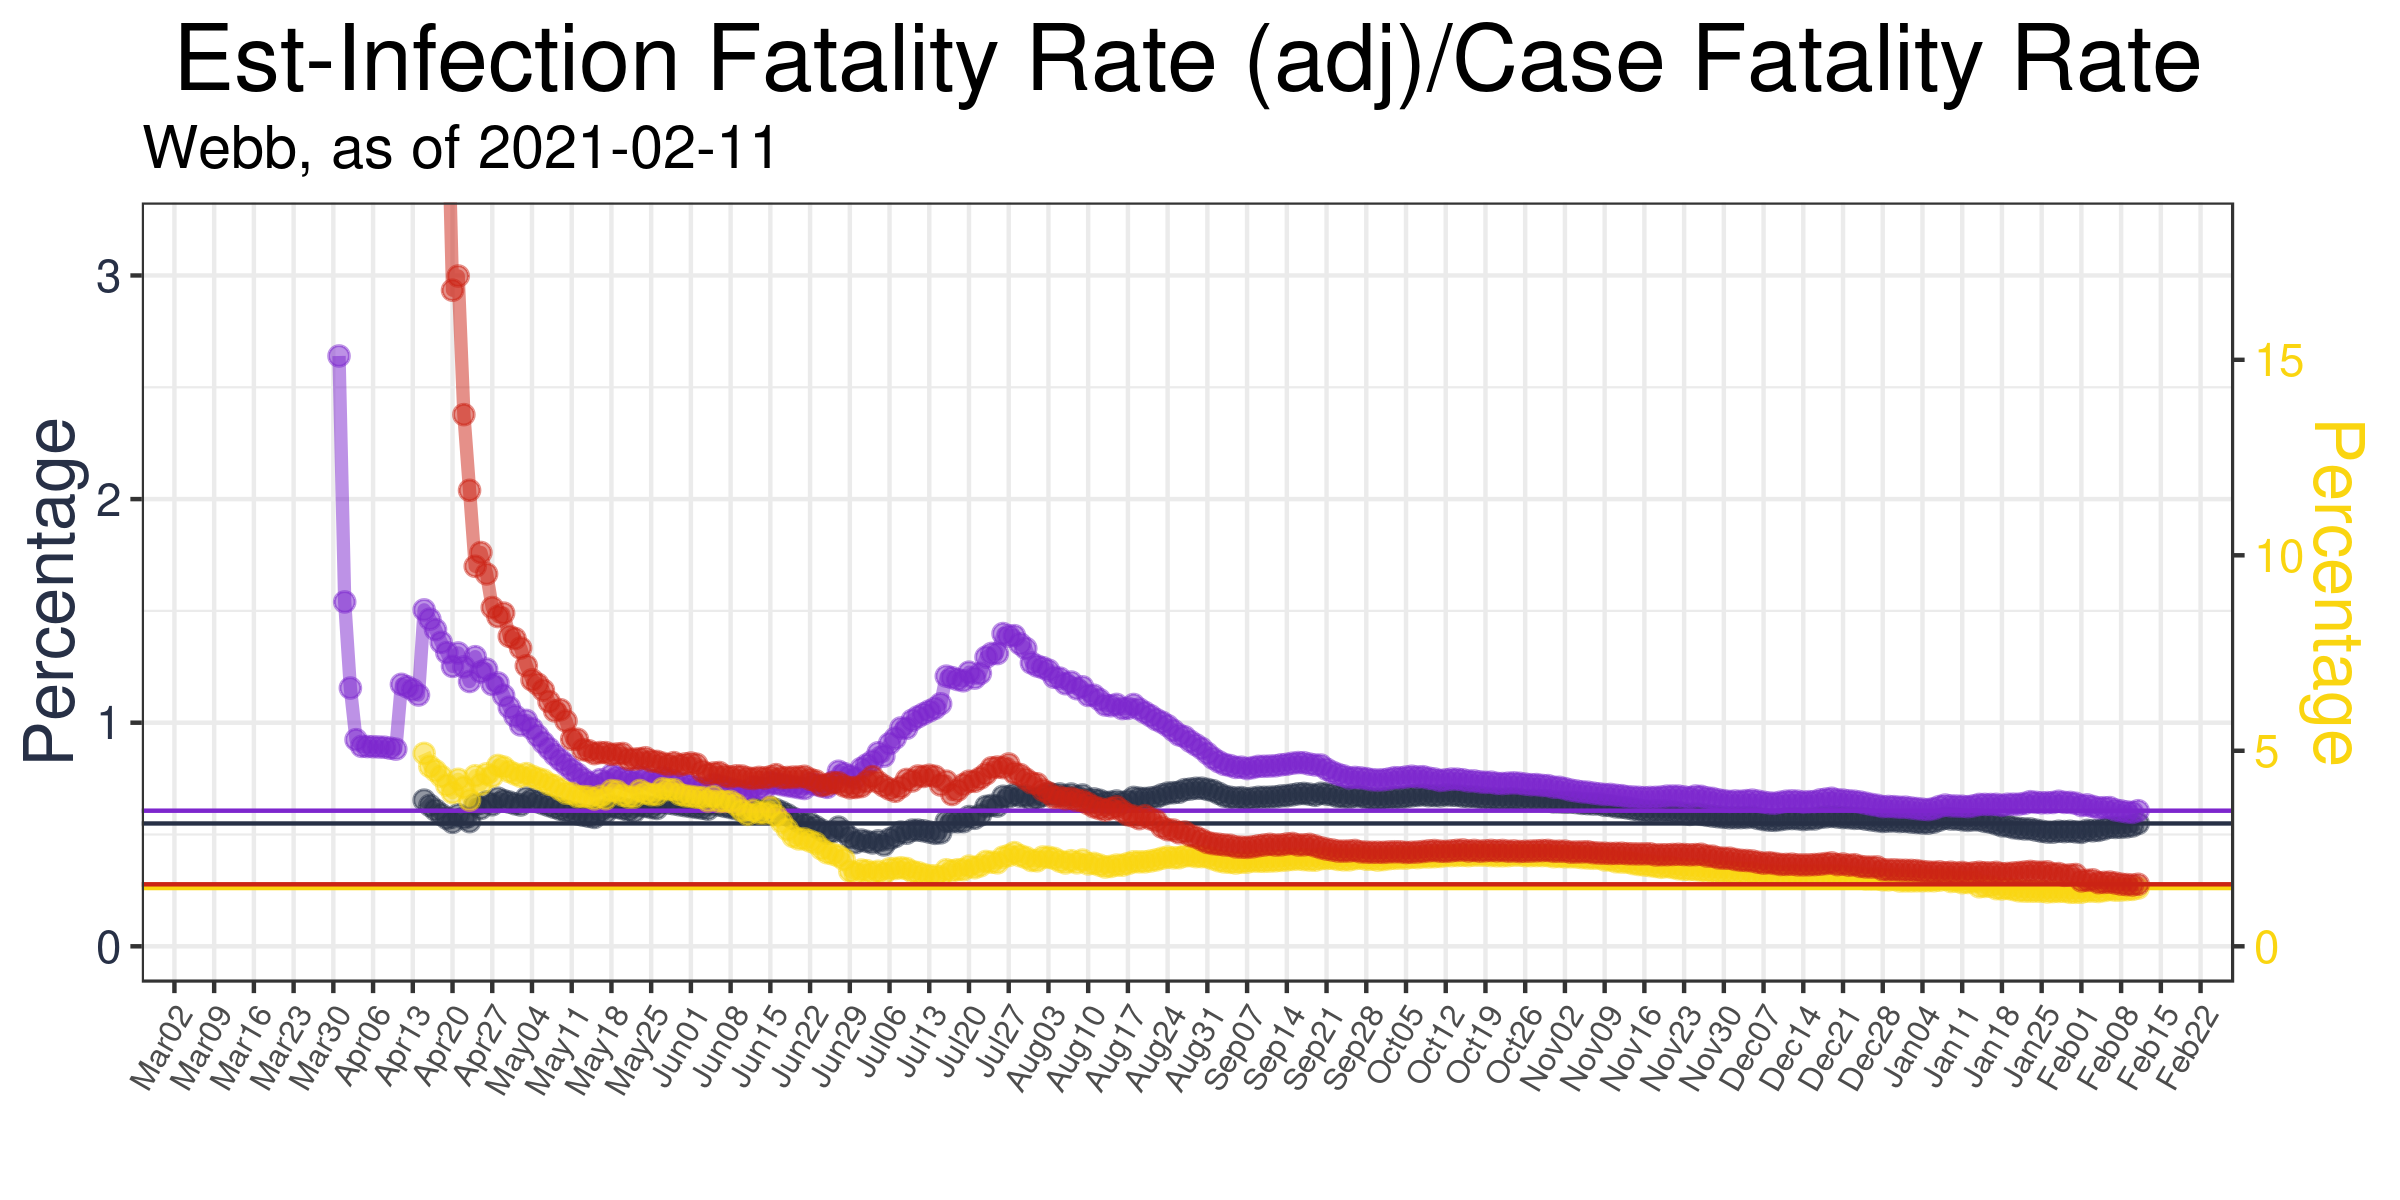 Est-Infection Fatality Rate (adj)/Case Fatality Rate
Webb, as of 2021-02-11
Percentage
3
2
1
0
15
10
5
0
Percentage
Mar02
Mar09
Mar16
Mar23
Mar30
Apr06
Apr13
Apr20
Apr27
May04
May11
May18
May25
Jun01
Jun08
Jun15
Jun22
Jun29
Jul06
Jul13
Jul20
Jul27
Aug03
Aug10
Aug17
Aug24
Aug31
Sep07
Sep14
Sep21
Sep28
Oct05
Oct12
Oct19
Oct26
Nov02
Nov09
Nov16
Nov23
Nov30
Dec07
Dec14
Dec21
Dec28
Jan04
Jan11
Jan18
Jan25
Feb01
Feb08
Feb15
Feb22